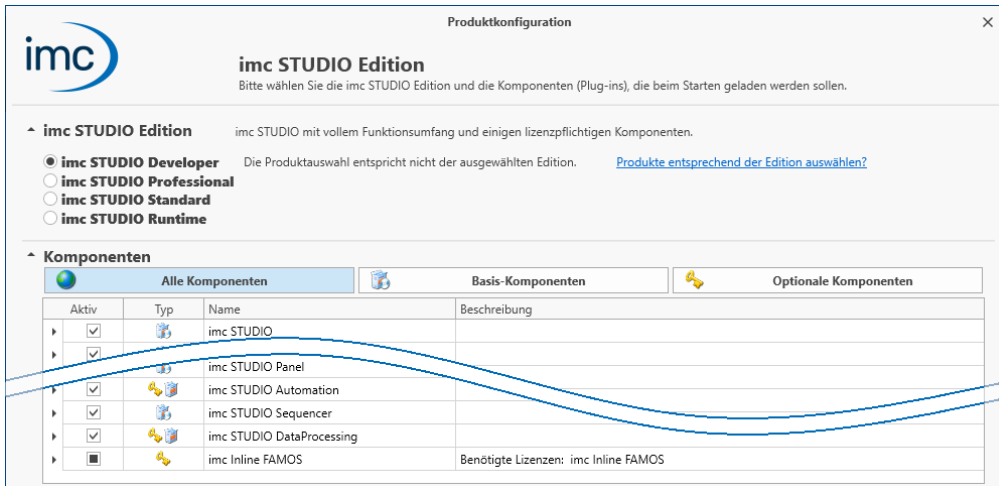 Produktkonfiguration
imc
imc STUDIO Edition
Bitte wählen Sie die imc STUDIO Edition und die Komponenten (Plug-ins), die beim Starten geladen werden sollen.
imc STUDIO Edition imc STUDIO mit vollem Funktionsumfang und einigen lizenzpflichtigen Komponenten.
imc STUDIO Developer Die Produktauswahl entspricht nicht der ausgewählten Edition. Produkte entsprechend der Edition auswählen?
imc STUDIO Professional
imc STUDIO Standard
imc STUDIO Runtime
Komponenten
Alle Komponenten Basis-Komponenten Optionale Komponenten
Aktiv Typ Name Beschreibung
imc STUDIO
imc STUDIO Panel
imc STUDIO Automation
imc STUDIO Sequencer
imc STUDIO DataProcessing
imc Inline FAMOS Benötigte Lizenzen: imc Inline FAMOS